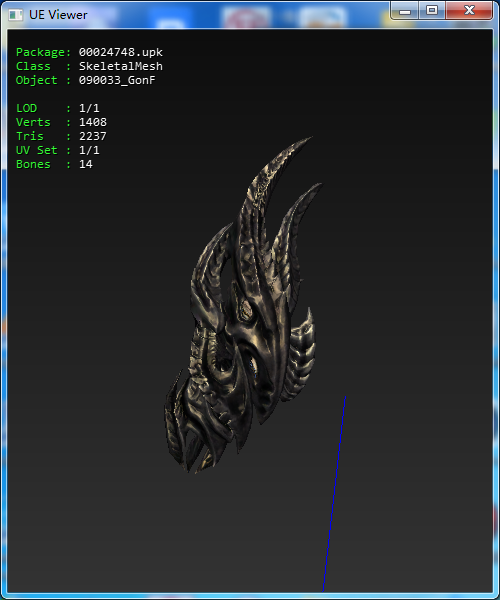 UE Viewer
Package: 00024748.upk
Class : SkeletalMesh
Object : 090033_GonF
LOD : 1/1
Verts : 1408
Tris : 2237
UV Set : 1/1
Bones : 14